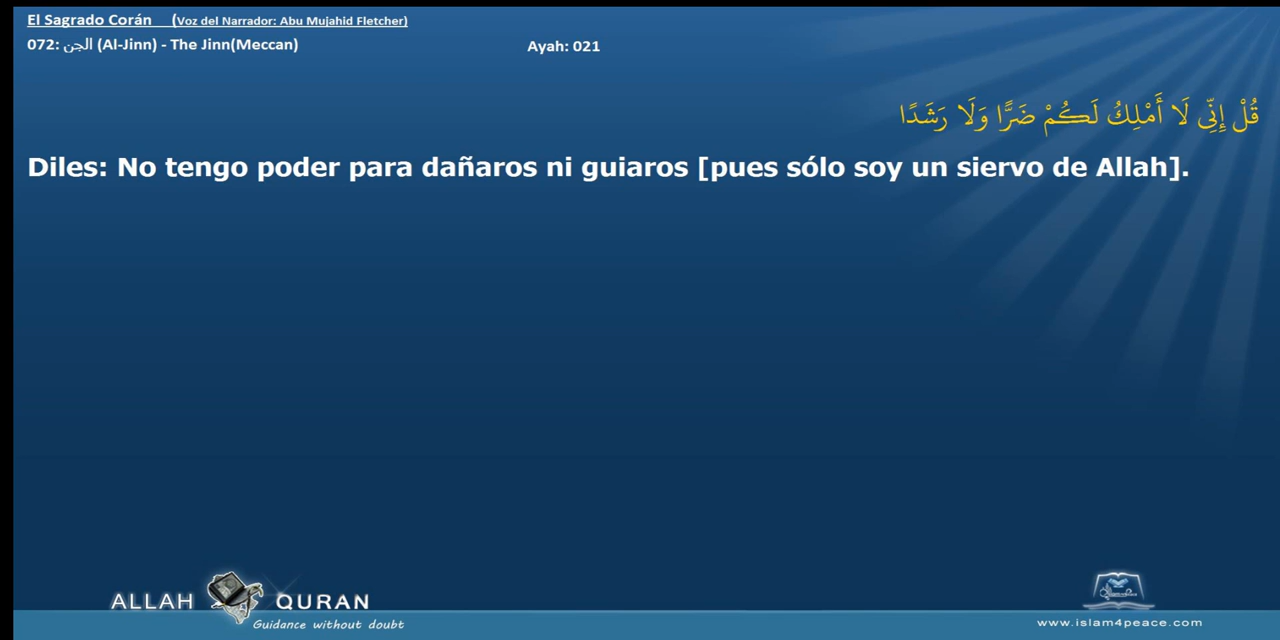 El Sagrado Corán (Voz del Narrador: Abu Mujahid Fletcher)
072: الجن (Al-Jinn) - The Jinn(Meccan) Ayah: 021
قُلْ إِنِّي لَا أَمْلِكُ لَكُمْ ضَرًّا وَلَا رَشَدًا
Diles: No tengo poder para dañaros ni guiaros [pues sólo soy un siervo de Allah].
ALLAH QURAN
Guidance without doubt
www.islam4peace.com